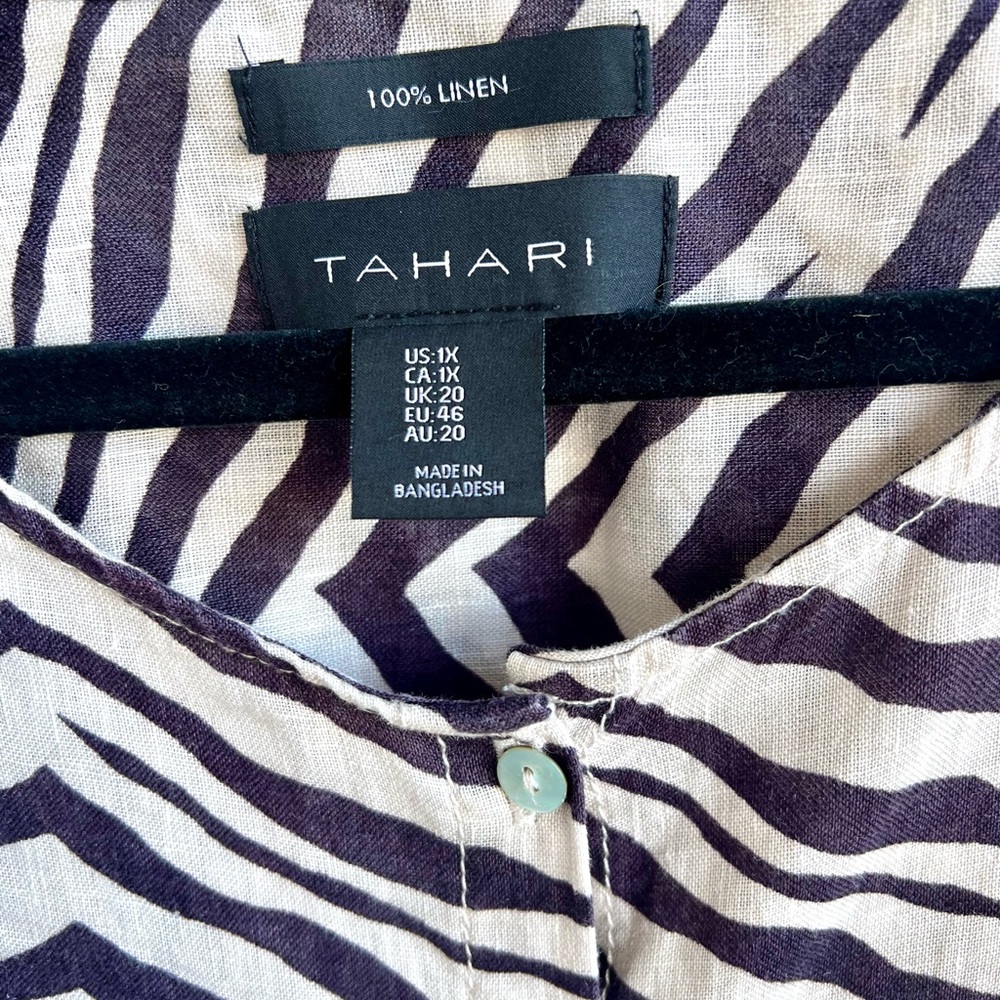 100% LINEN
TAHARI
US:1X
CA:1X
UK:20
EU:46
AU:20
MADE IN
BANGLADESH